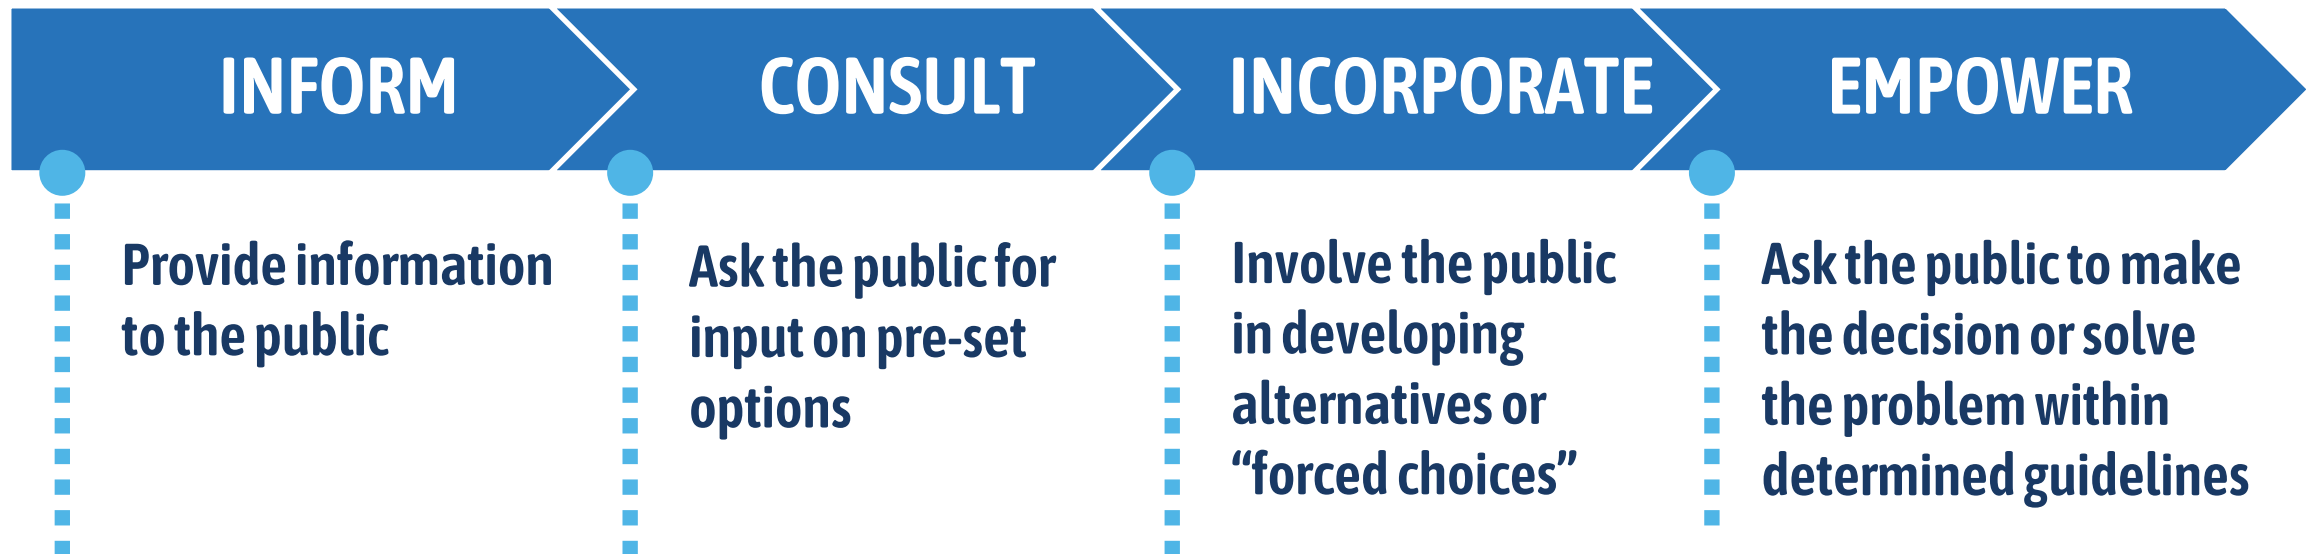 INFORM
Provide information
to the public
CONSULT
Ask the public for
input on pre-set
options
INCORPORATE
Involve the public
in developing
alternatives or
“forced choices”
EMPOWER
Ask the public to make
the decision or solve
the problem within
determined guidelines